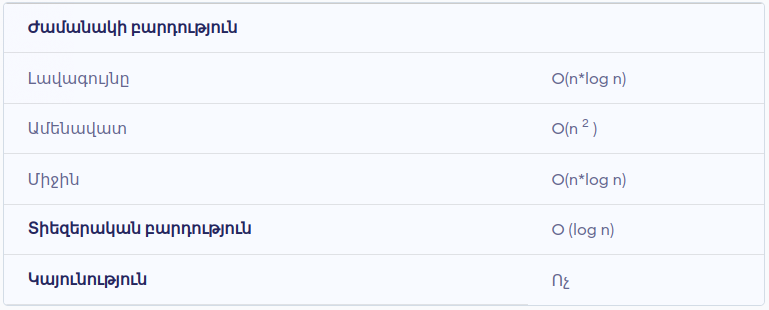 Ժամանակի բարդություն
Լավագույնը O(n*log n)
Ամենավատ O(n 2 )
Միջին O(n*log n)
Տիեզերական բարդություն O (log n)
Կայունություն Ոչ